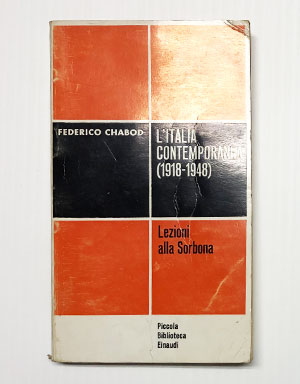 FEDERICO CHABOD
L'ITALIA
CONTEMPORANEA
(1918-1948)
Lezioni
alla Sorbona
Piccola
Biblioteca
Einaudi